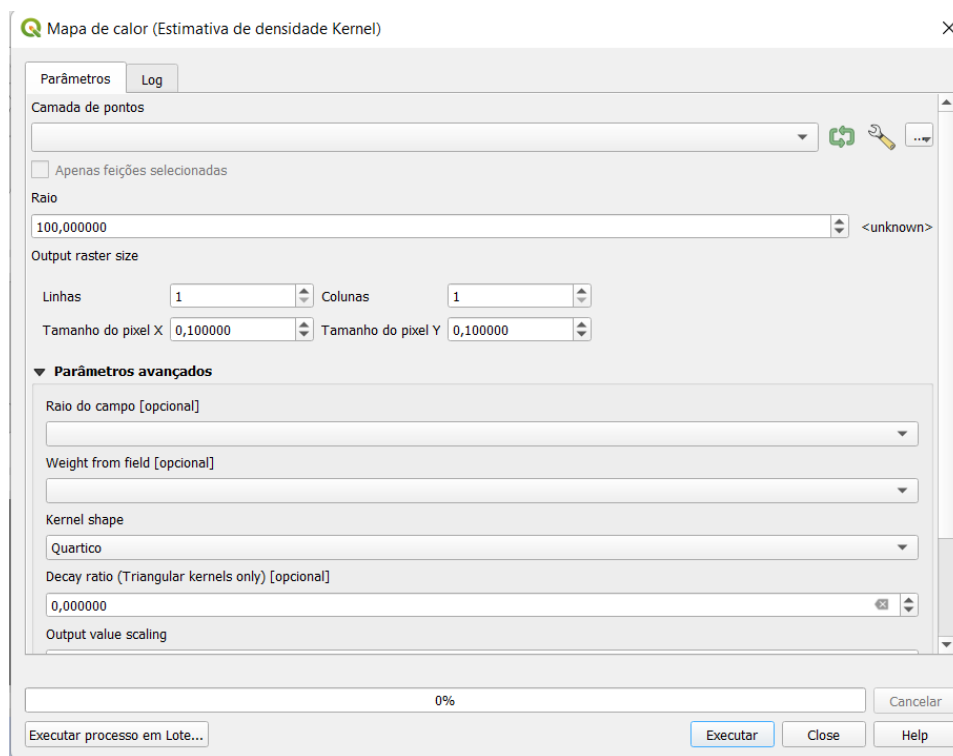 Mapa de calor (Estimativa de densidade Kernel)
Parâmetros Log
Camada de pontos
...
Apenas feições selecionadas
Raio
100,000000 <unknown>
Output raster size
Linhas 1 Colunas 1
Tamanho do pixel X 0,100000 Tamanho do pixel Y 0,100000
Parâmetros avançados
Raio do campo [opcional]
Weight from field [opcional]
Kernel shape
Quartico
Decay ratio (Triangular kernels only) [opcional]
0,000000
Output value scaling
0%
Cancelar
Executar processo em Lote... Executar Close Help